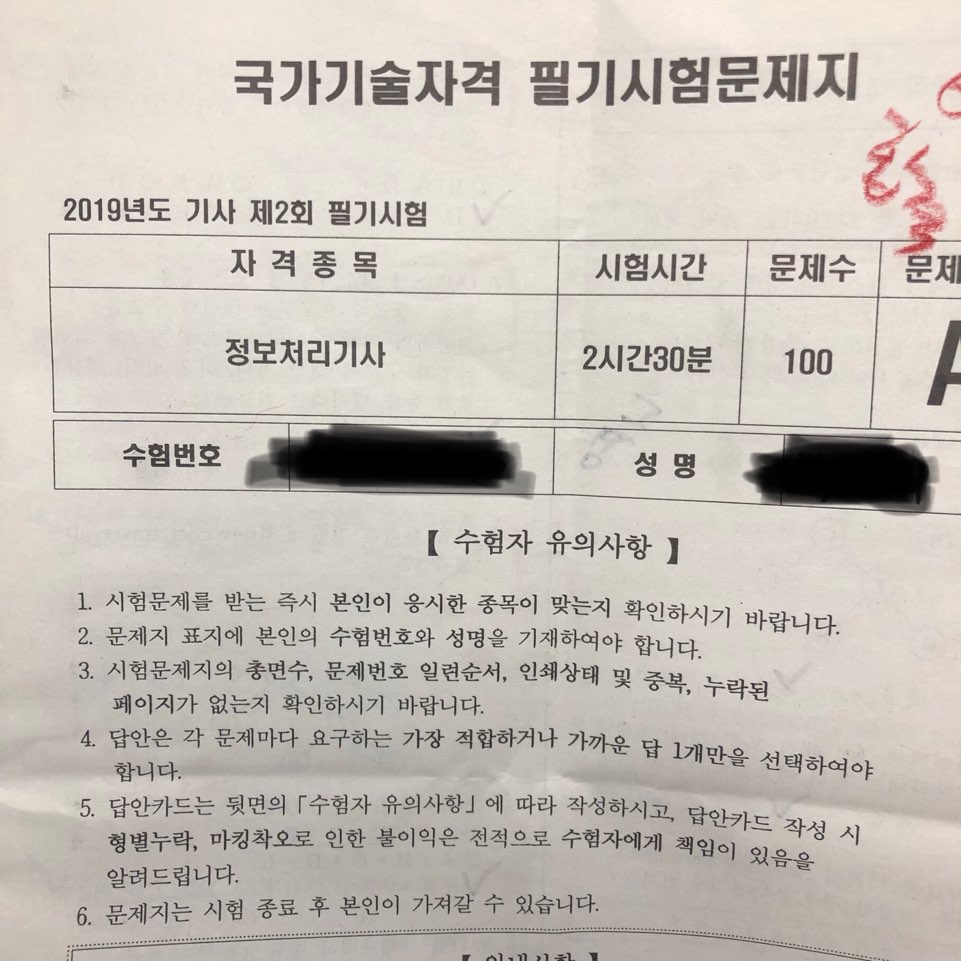 국가기술자격 필기시험문제지
2019년도 기사 제2회 필기시험
자 격 종 목 시험시간 문제수
정보처리기사 2시간30분 100 A
수험번호 성 명
【 수험자 유의사항 】
1. 시험문제를 받는 즉시 본인이 응시한 종목이 맞는지 확인하시기 바랍니다.
2. 문제지 표지에 본인의 수험번호와 성명을 기재하여야 합니다.
3. 시험문제지의 총면수, 문제번호 일련순서, 인쇄상태 및 중복, 누락된
페이지가 없는지 확인하시기 바랍니다.
4. 답안은 각 문제마다 요구하는 가장 적합하거나 가까운 답 1개만을 선택하여야
합니다.
5. 답안카드는 뒷면의 「수험자 유의사항」에 따라 작성하시고, 답안카드 작성 시
형별누락, 마킹착오로 인한 불이익은 전적으로 수험자에게 책임이 있음을
알려드립니다.
6. 문제지는 시험 종료 후 본인이 가져갈 수 있습니다.